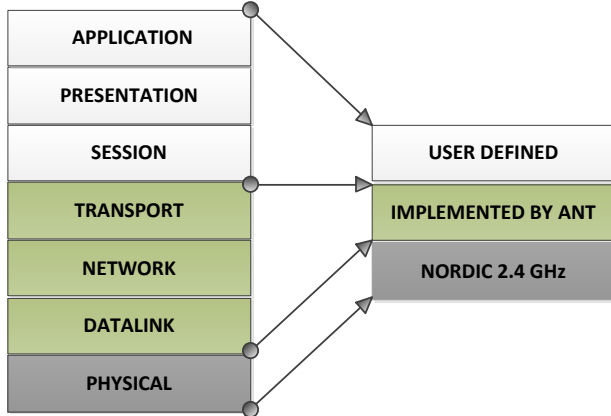 APPLICATION
PRESENTATION
SESSION
TRANSPORT
NETWORK
DATALINK
PHYSICAL
USER DEFINED
IMPLEMENTED BY ANT
NORDIC 2.4 GHz